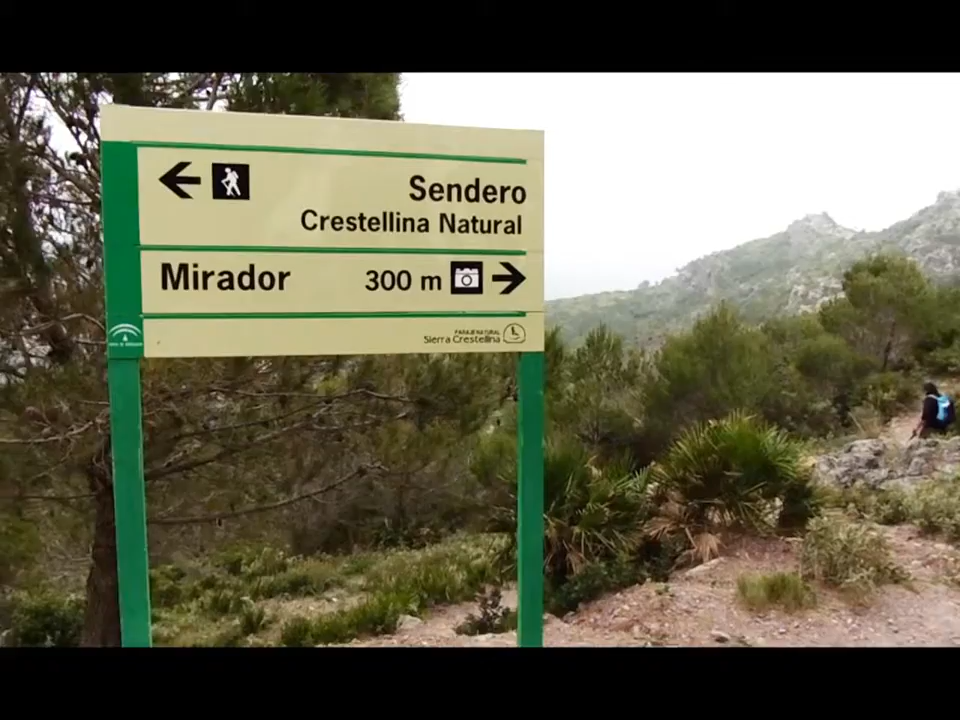 Sendero
Crestellina Natural
Mirador 300 m
PARAJE NATURAL
Sierra Crestellina